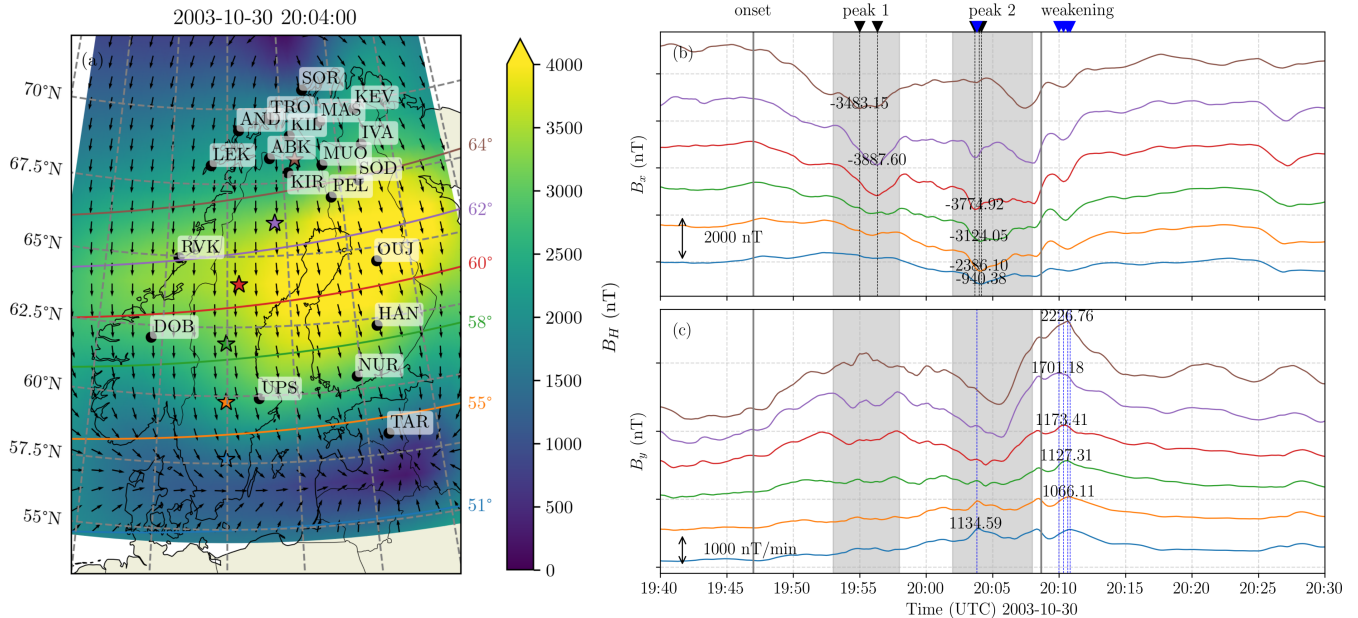 2003-10-30 20:04:00
(a)
SOR
TRO
MAS
KEV
AND
KIL
IVA
LEK
ABK
MUO
SOD
KIR
PEL
RVK
OUJ
DOB
HAN
NUR
UPS
TAR
70°N
67.5°N
65°N
62.5°N
60°N
57.5°N
55°N
64°
62°
60°
58°
55°
51°
4000
3500
3000
2500
2000
1500
1000
500
0
B_H (nT)
onset
peak 1
peak 2
weakening
(b)
B_x (nT)
-3483.15
-3887.60
-3774.92
-3124.05
-2386.10
-940.38
2000 nT
(c)
B_y (nT)
2226.76
1701.18
1173.41
1127.31
1066.11
1134.59
1000 nT/min
19:40
19:45
19:50
19:55
20:00
20:05
20:10
20:15
20:20
20:25
20:30
Time (UTC) 2003-10-30